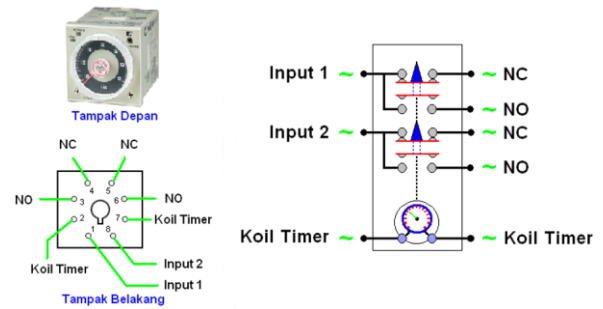 Tampak Depan
NC NC
4 5
NO 3 6 NO
2 7 Koil Timer
1 8
Koil Timer
Input 2
Input 1
Tampak Belakang
Input 1 ~ ~ NC
~ NO
Input 2 ~ ~ NC
~ NO
Koil Timer ~ ~ Koil Timer